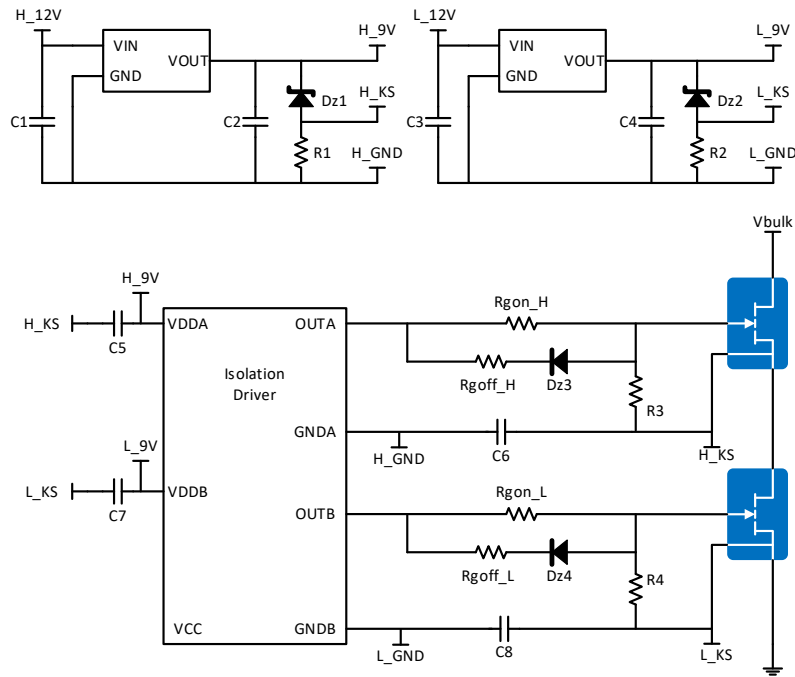 H_12V
VIN
GND
VOUT
H_9V
C1
C2
Dz1
H_KS
R1
H_GND
L_12V
VIN
GND
VOUT
L_9V
C3
C4
Dz2
L_KS
R2
L_GND
Vbulk
H_9V
H_KS
C5
VDDA
OUTA
Rgon_H
Isolation
Driver
Rgoff_H
Dz3
R3
GNDA
H_GND
C6
H_KS
L_9V
L_KS
C7
VDDB
OUTB
Rgon_L
Rgoff_L
Dz4
R4
VCC
GNDB
L_GND
C8
L_KS